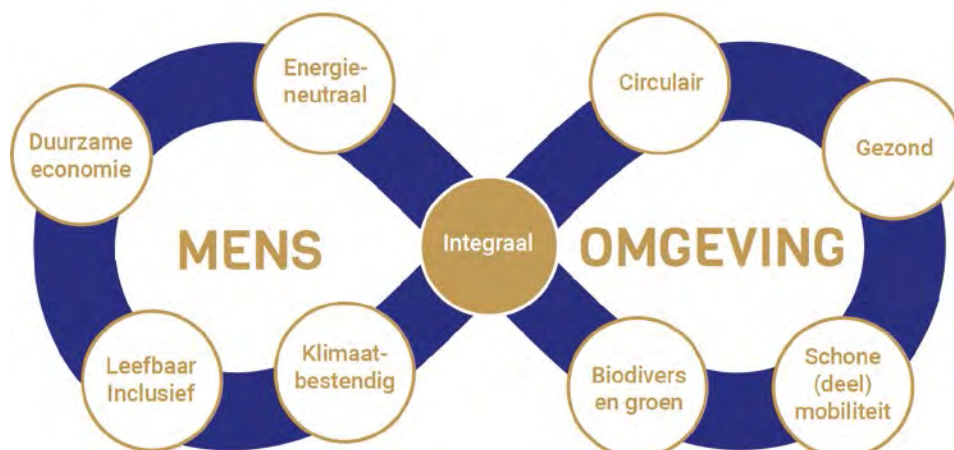 Energie-
neutraal
Duurzame
economie
MENS
Leefbaar
Inclusief
Klimaat-
bestendig
Integraal
Circulair
Gezond
OMGEVING
Biodivers
en groen
Schone
(deel)
mobiliteit